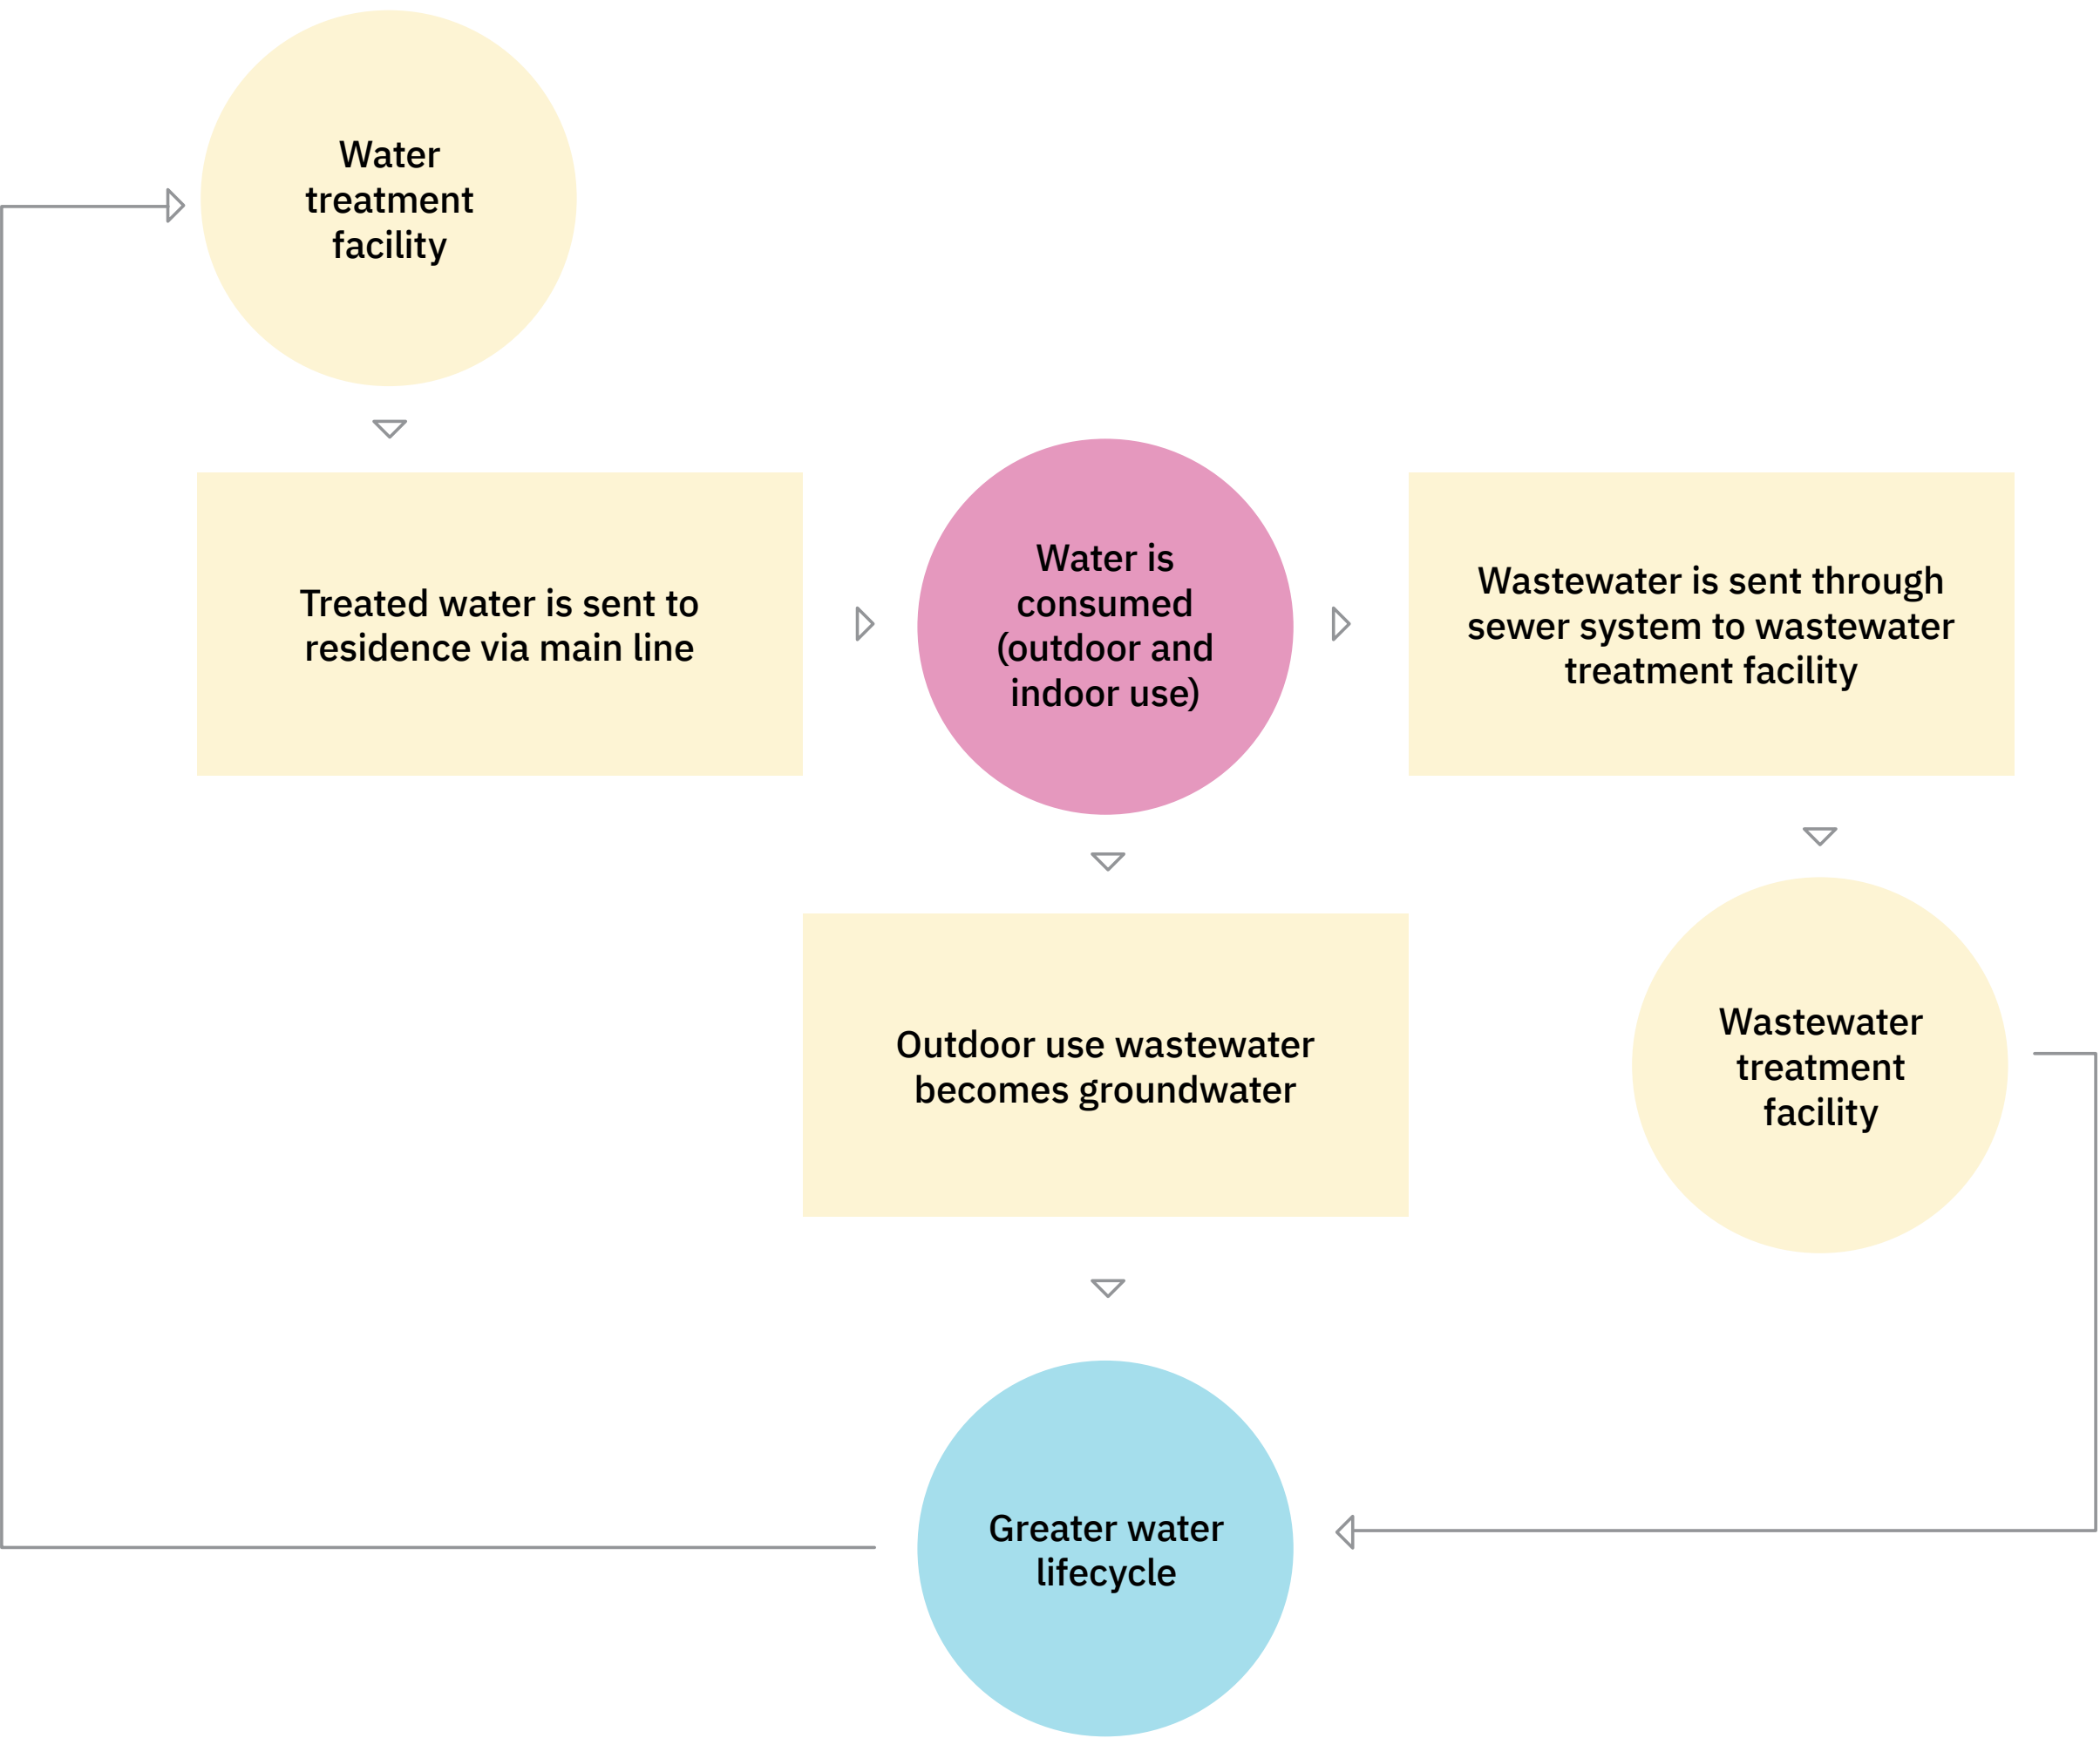 Water
treatment
facility
Treated water is sent to
residence via main line
Water is
consumed
(outdoor and
indoor use)
Wastewater is sent through
sewer system to wastewater
treatment facility
Outdoor use wastewater
becomes groundwater
Wastewater
treatment
facility
Greater water
lifecycle